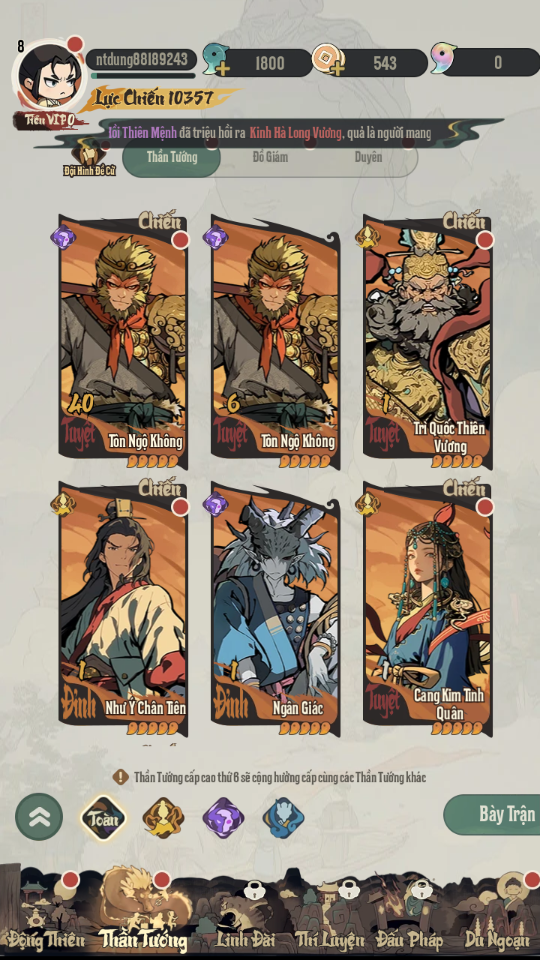 8
ntdung88189243
1800
543
0
Tiên VIP 0
Lực Chiến 10357
Thiên Mệnh đã triệu hồi ra Kinh Hà Long Vương, quả là người mang
Đội Hình Đề Cử
Thần Tướng
Đồ Giám
Duyên
Chiến
40
Tuyệt
Tôn Ngộ Không
6
Tuyệt
Tôn Ngộ Không
Chiến
1
Tuyệt
Trì Quốc Thiên
Vương
Chiến
1
Đỉnh
Như Ý Chân Tiên
1
Đỉnh
Ngân Giác
Chiến
1
Tuyệt
Cang Kim Tinh
Quân
Thần Tướng cấp cao thứ 6 sẽ cộng hưởng cấp cùng các Thần Tướng khác
Toàn
Bày Trận
Động Thiên
Thần Tướng
Linh Đài
Thí Luyện
Đấu Pháp
Du Ngoạn